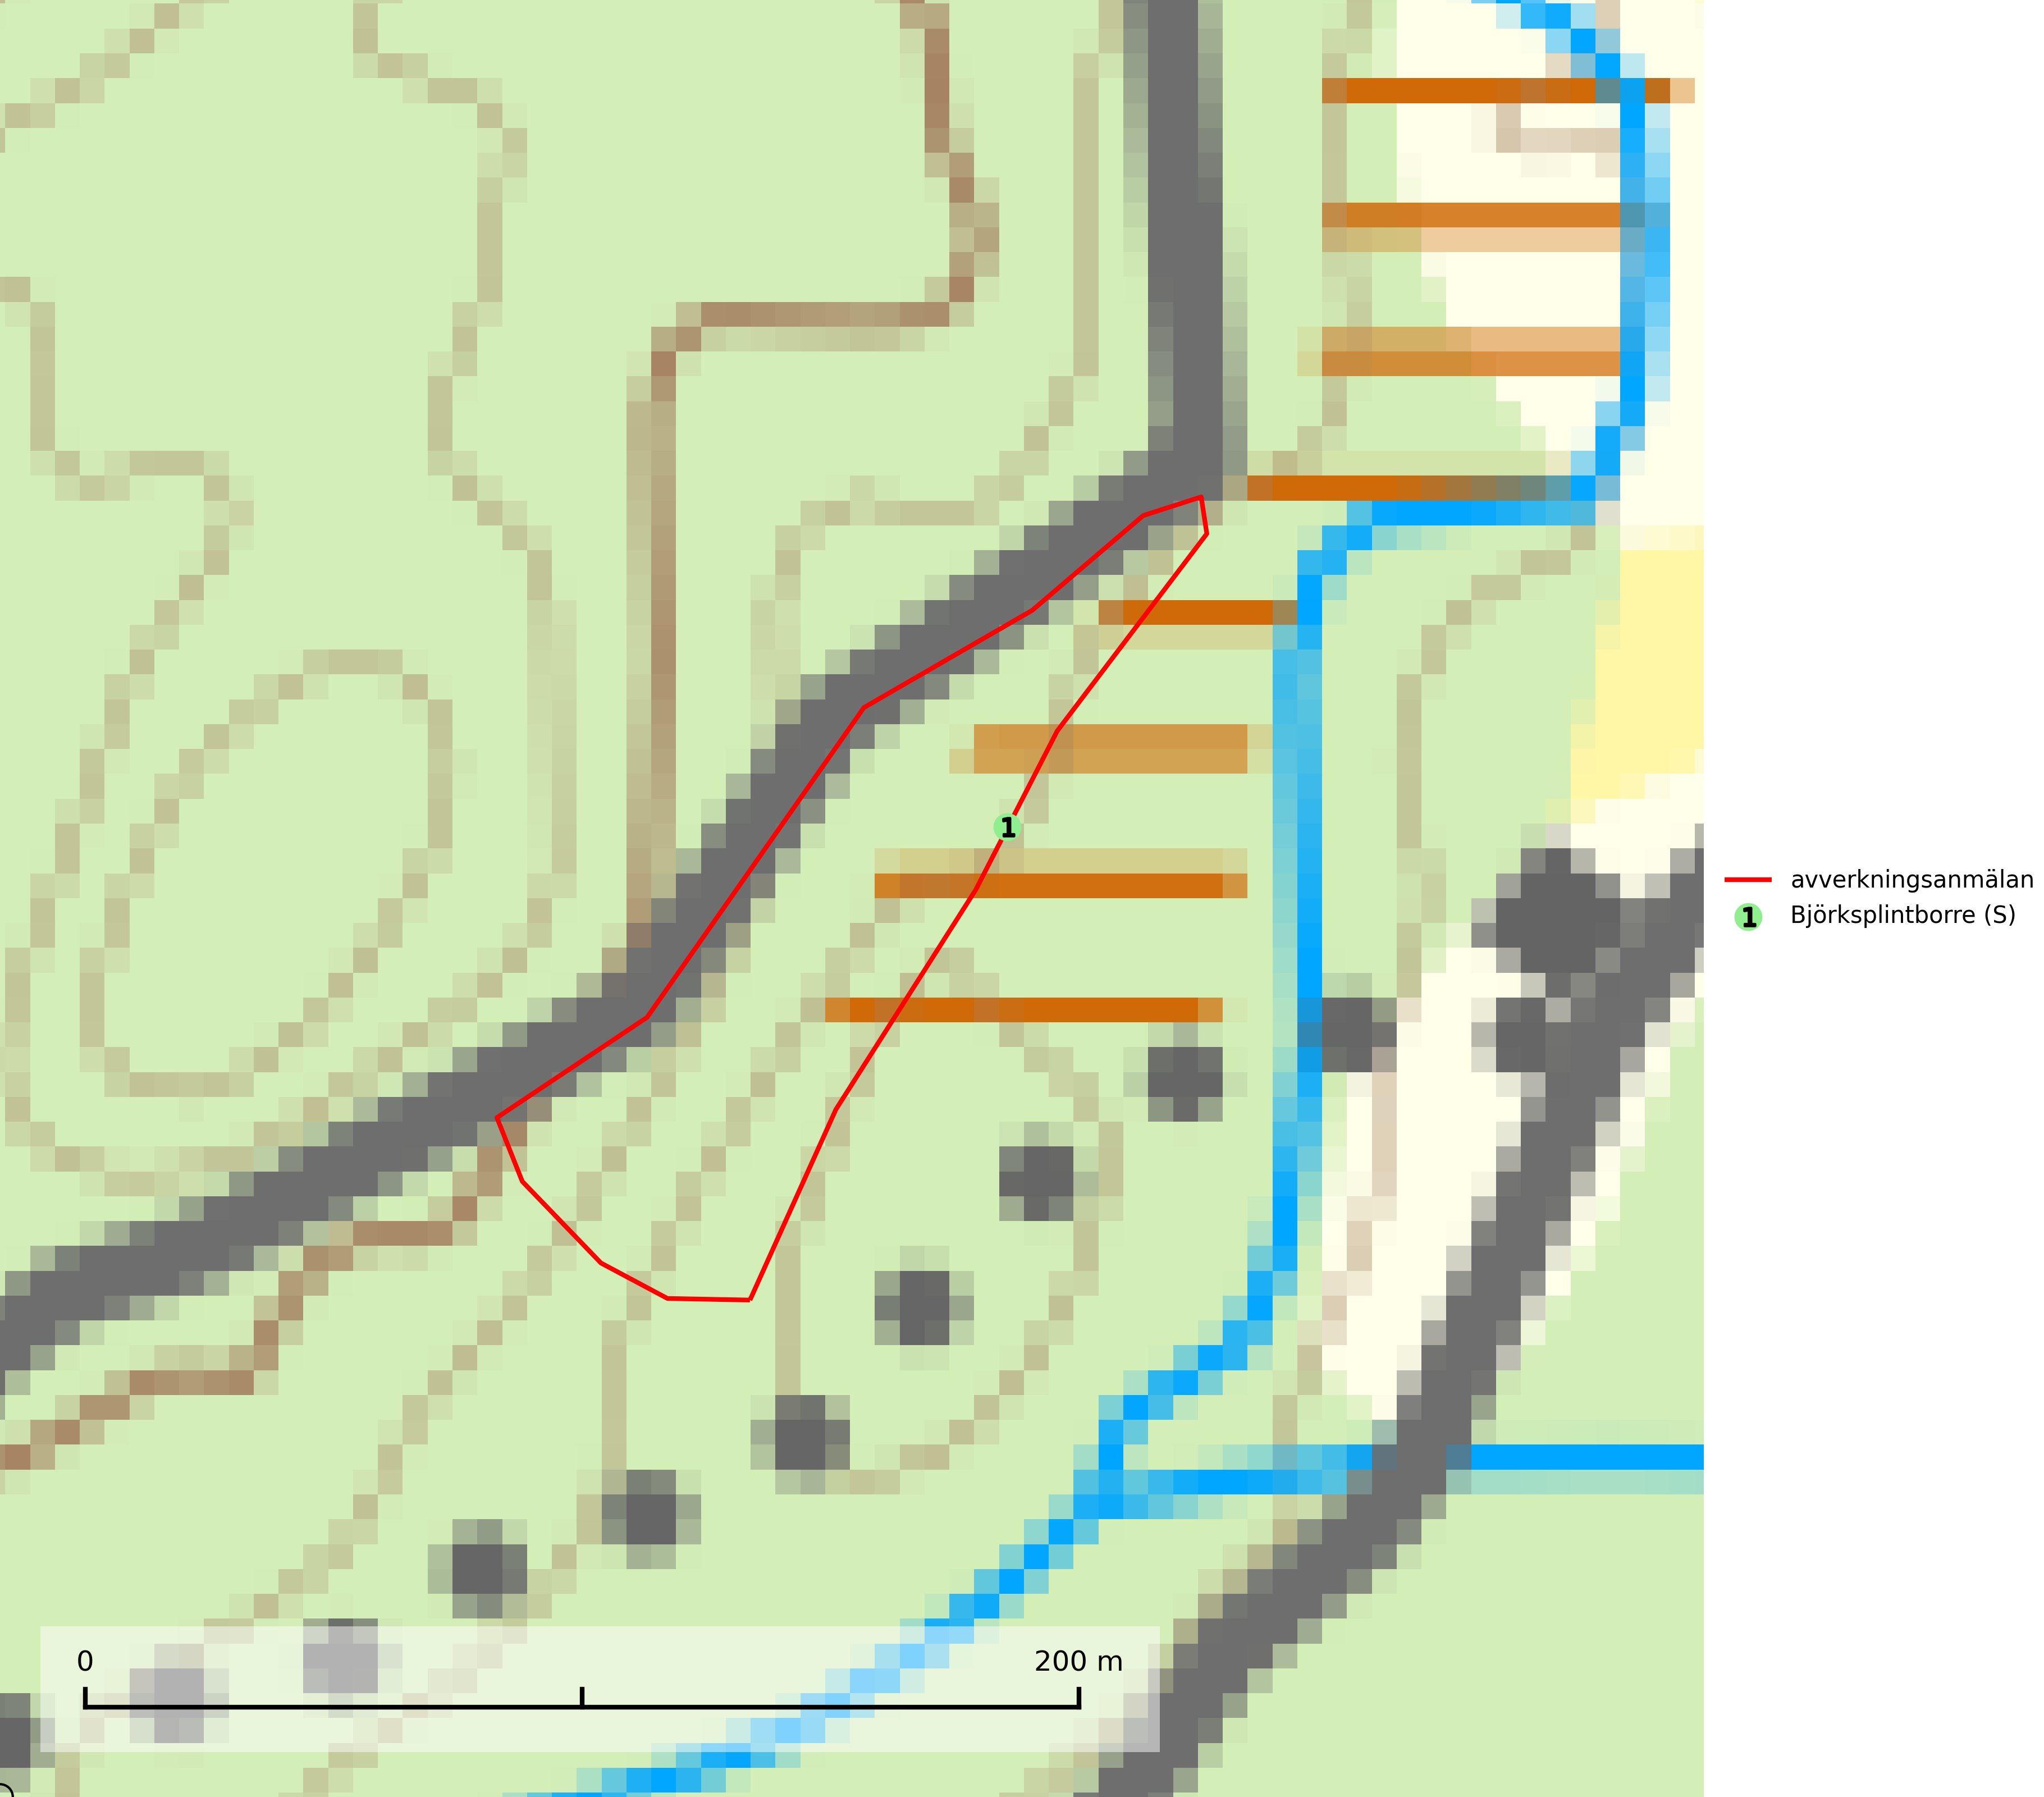 1
avverkningsanmälan
1 Björksplintborre (S)
0 200 m